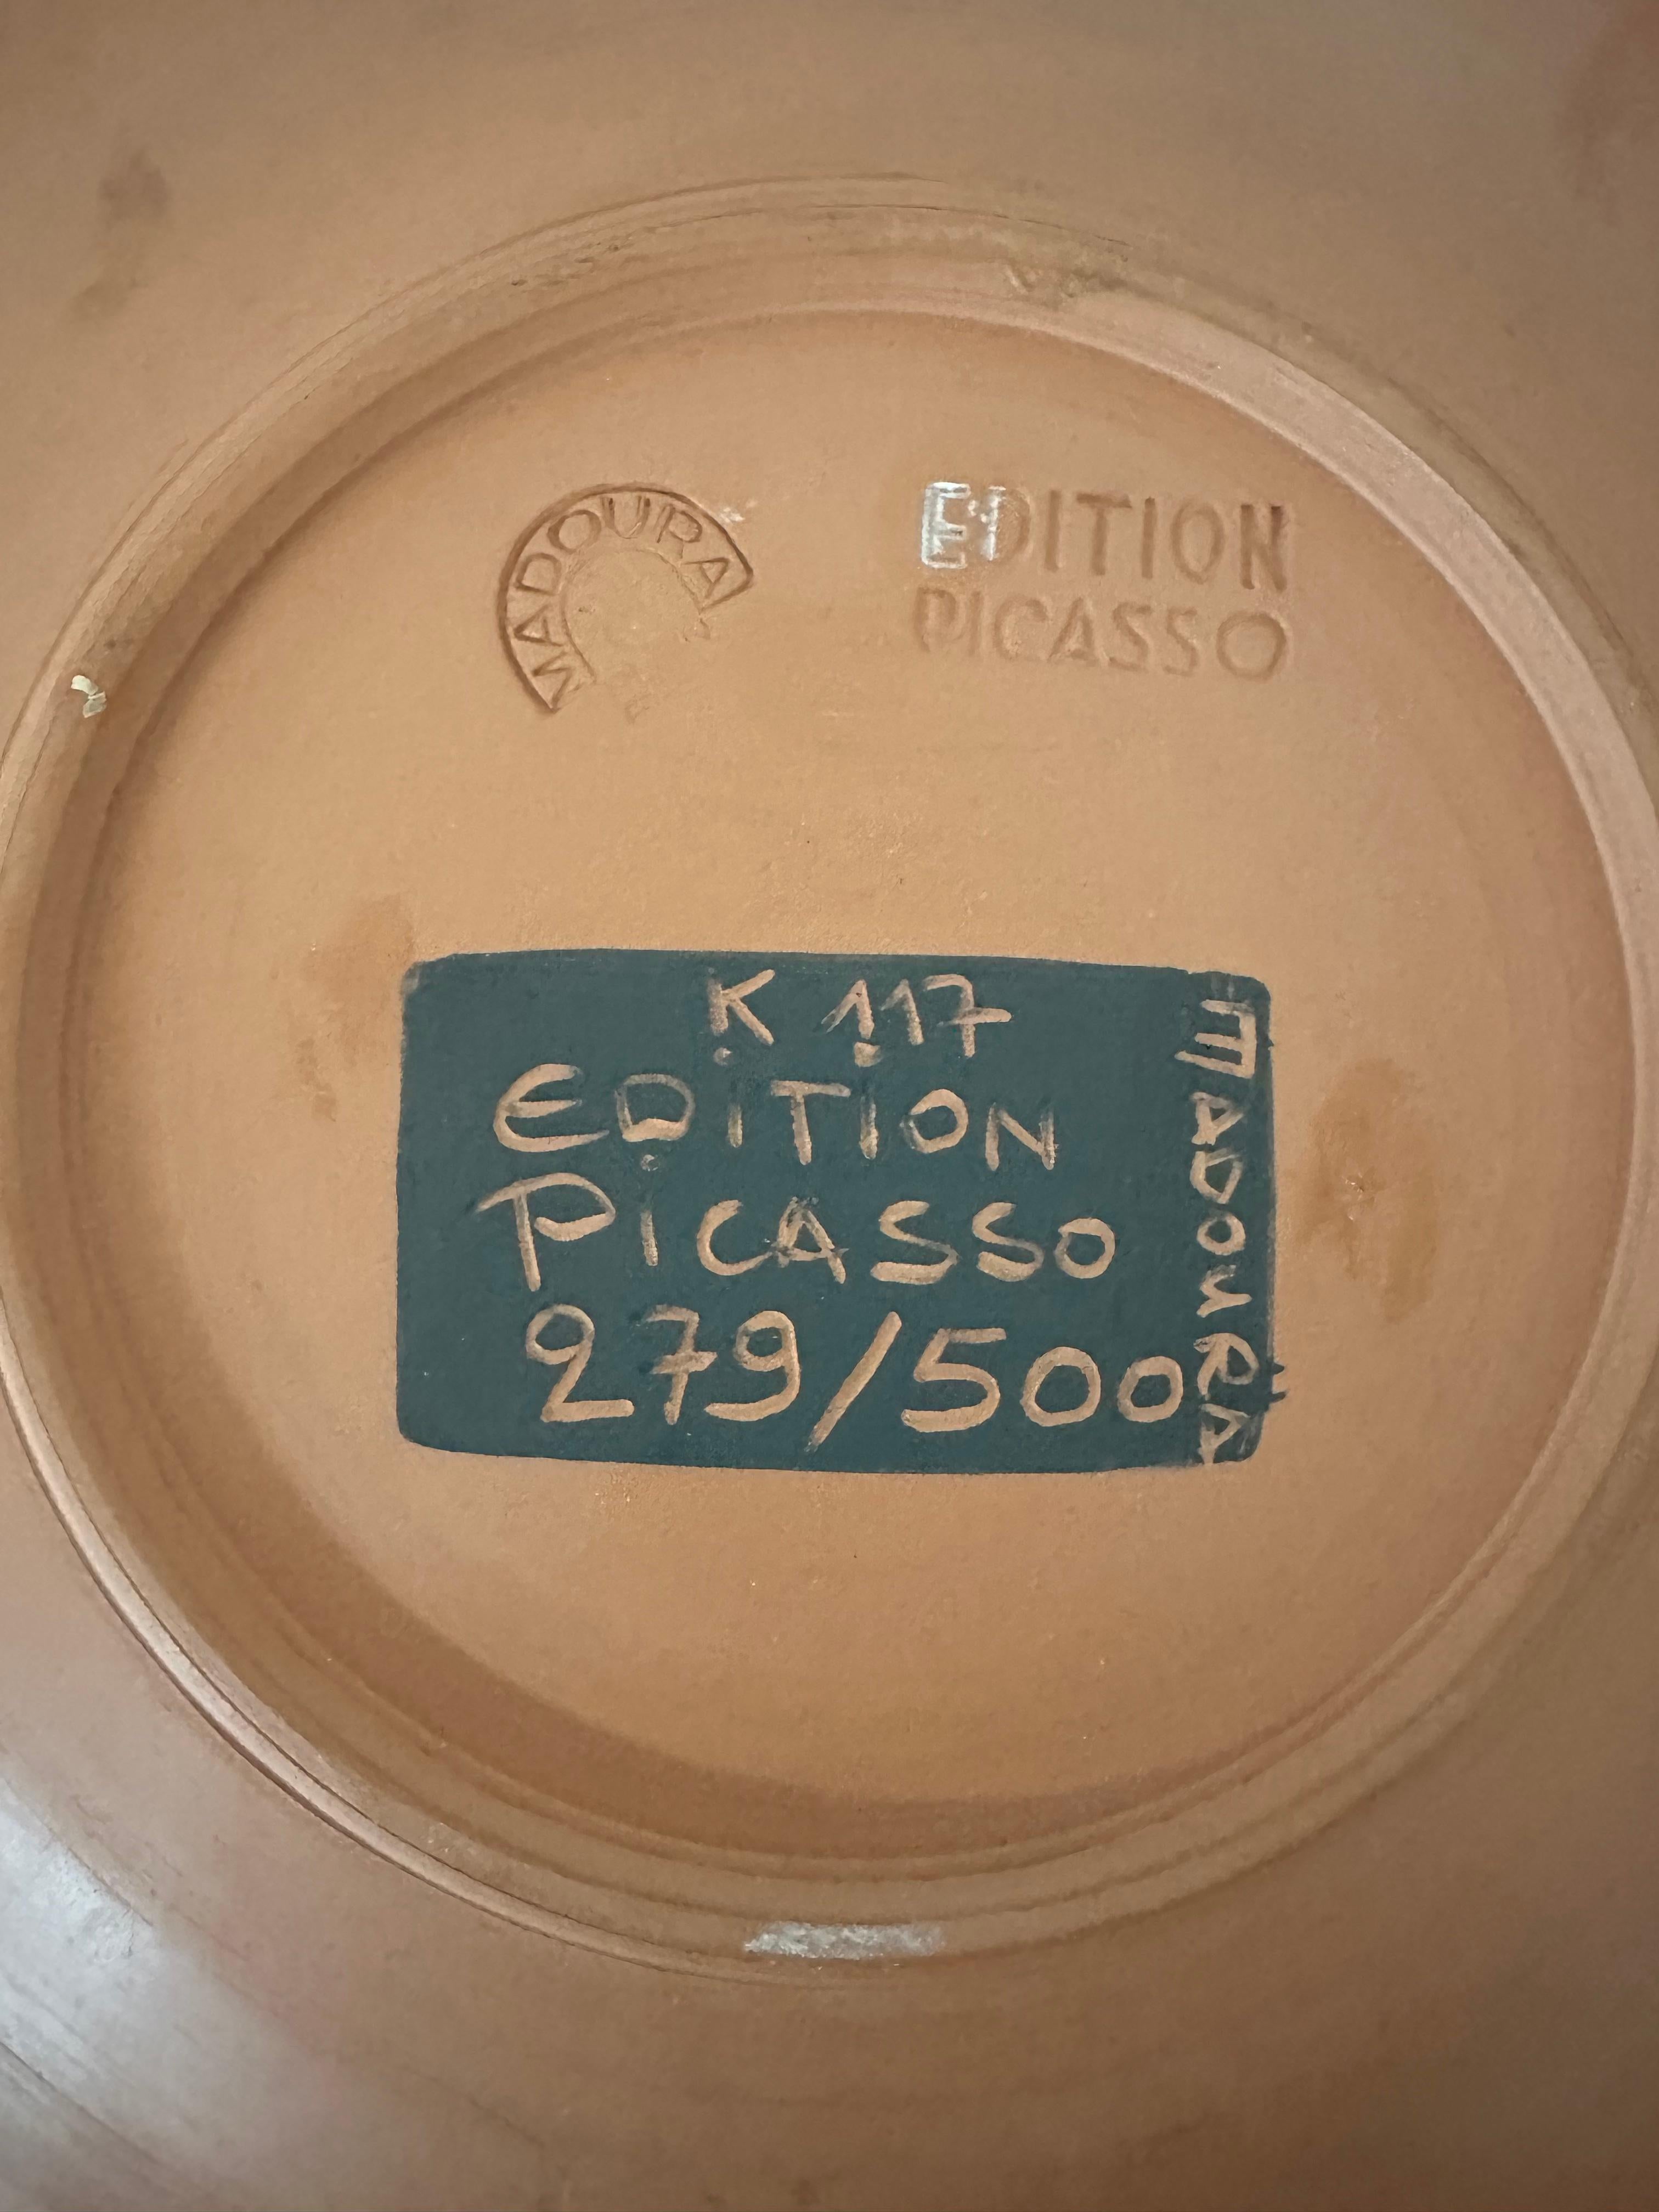 MADOURA
EDITION
PICASSO
K 117
EDiTiON
PiCASSO
279/500
MADOURA